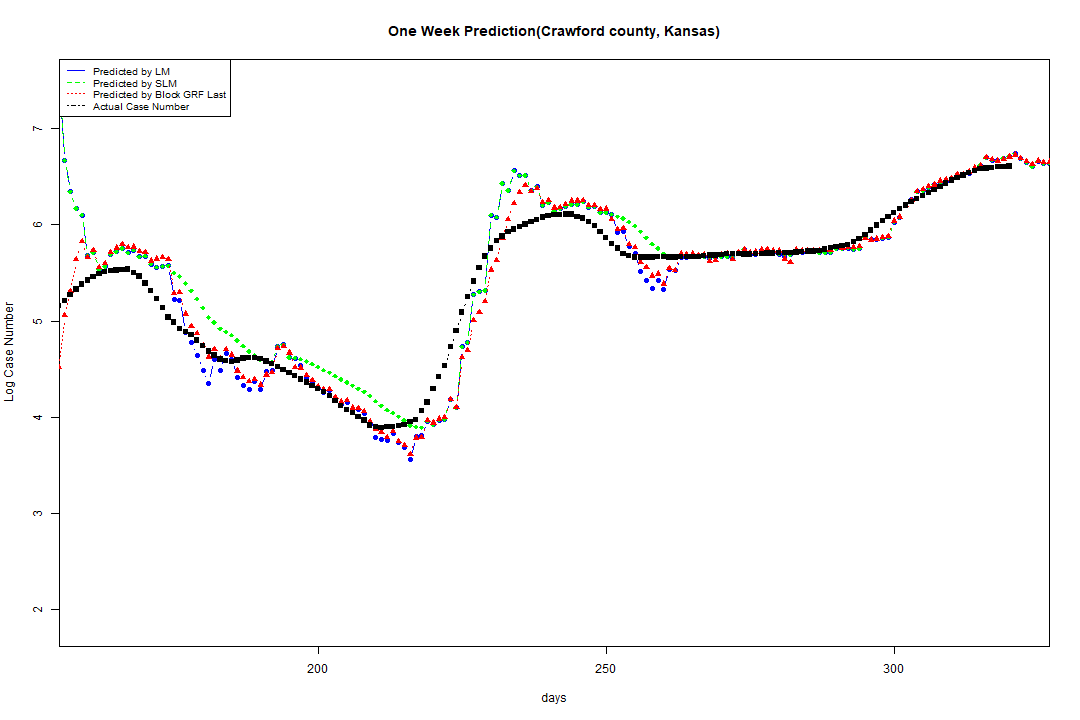 One Week Prediction(Crawford county, Kansas)
Predicted by LM
Predicted by SLM
Predicted by Block GRF Last
Actual Case Number
7
6
5
4
3
2
Log Case Number
200
250
300
days